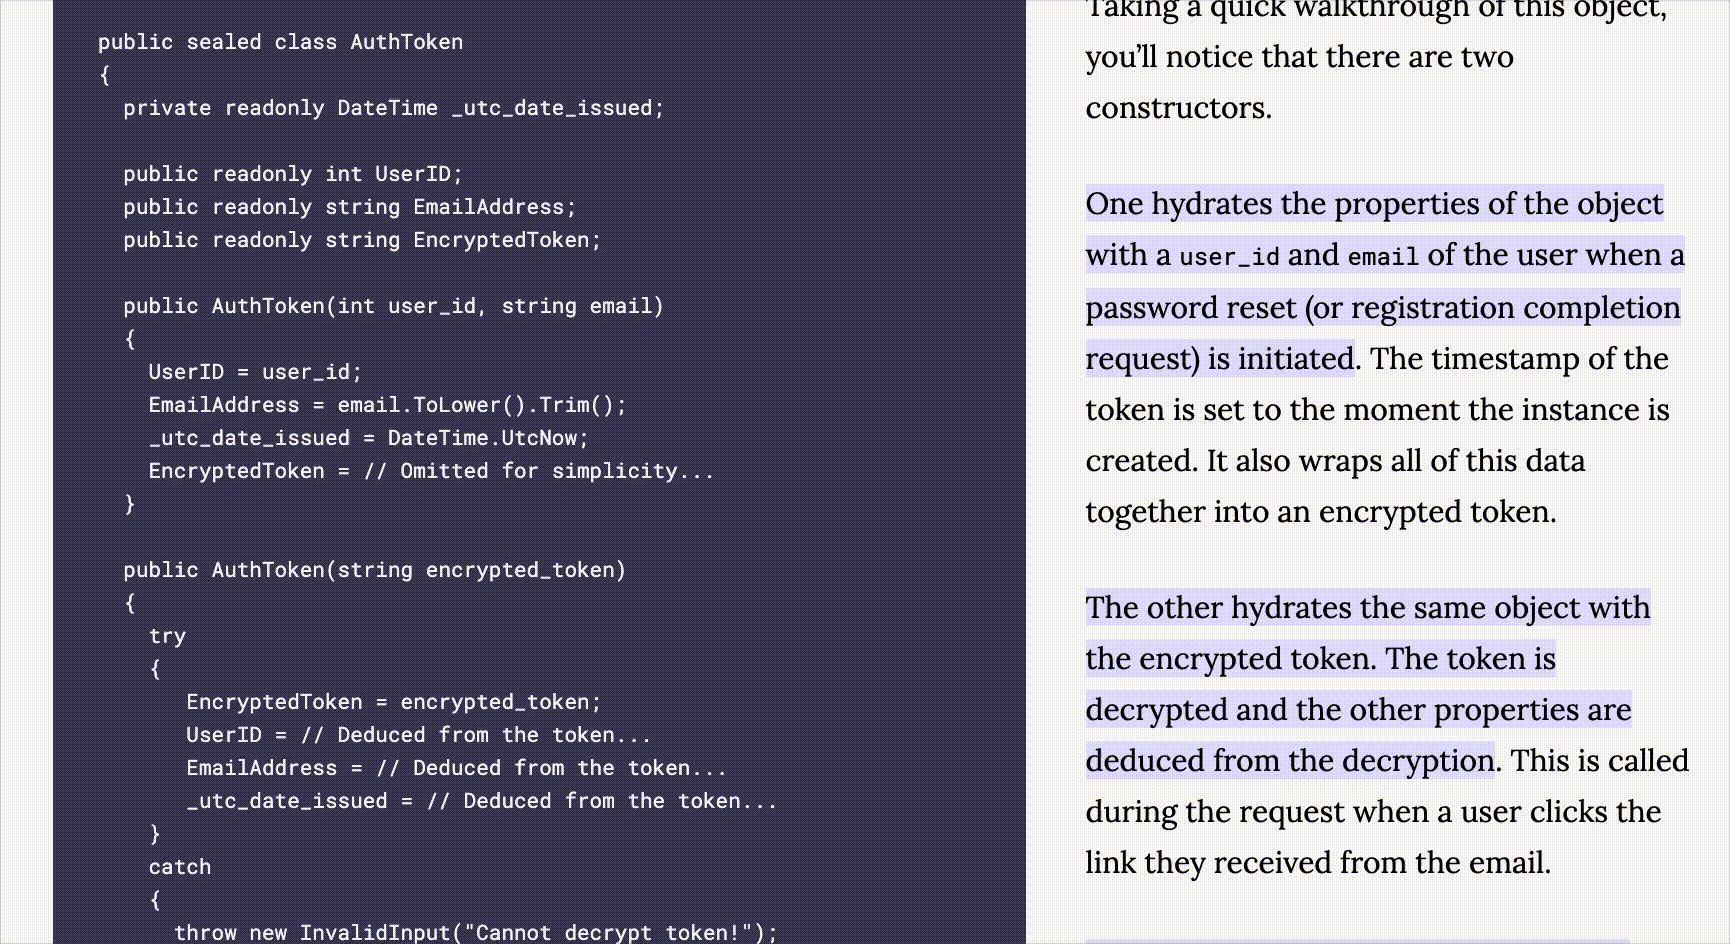 public sealed class AuthToken
{
  private readonly DateTime _utc_date_issued;

  public readonly int UserID;
  public readonly string EmailAddress;
  public readonly string EncryptedToken;

  public AuthToken(int user_id, string email)
  {
    UserID = user_id;
    EmailAddress = email.ToLower().Trim();
    _utc_date_issued = DateTime.UtcNow;
    EncryptedToken = // Omitted for simplicity...
  }

  public AuthToken(string encrypted_token)
  {
    try
    {
       EncryptedToken = encrypted_token;
       UserID = // Deduced from the token...
       EmailAddress = // Deduced from the token...
       _utc_date_issued = // Deduced from the token...
    }
    catch
    {
      throw new InvalidInput("Cannot decrypt token!");
Taking a quick walkthrough of this object,
you’ll notice that there are two
constructors.

One hydrates the properties of the object
with a user_id and email of the user when a
password reset (or registration completion
request) is initiated. The timestamp of the
token is set to the moment the instance is
created. It also wraps all of this data
together into an encrypted token.

The other hydrates the same object with
the encrypted token. The token is
decrypted and the other properties are
deduced from the decryption. This is called
during the request when a user clicks the
link they received from the email.